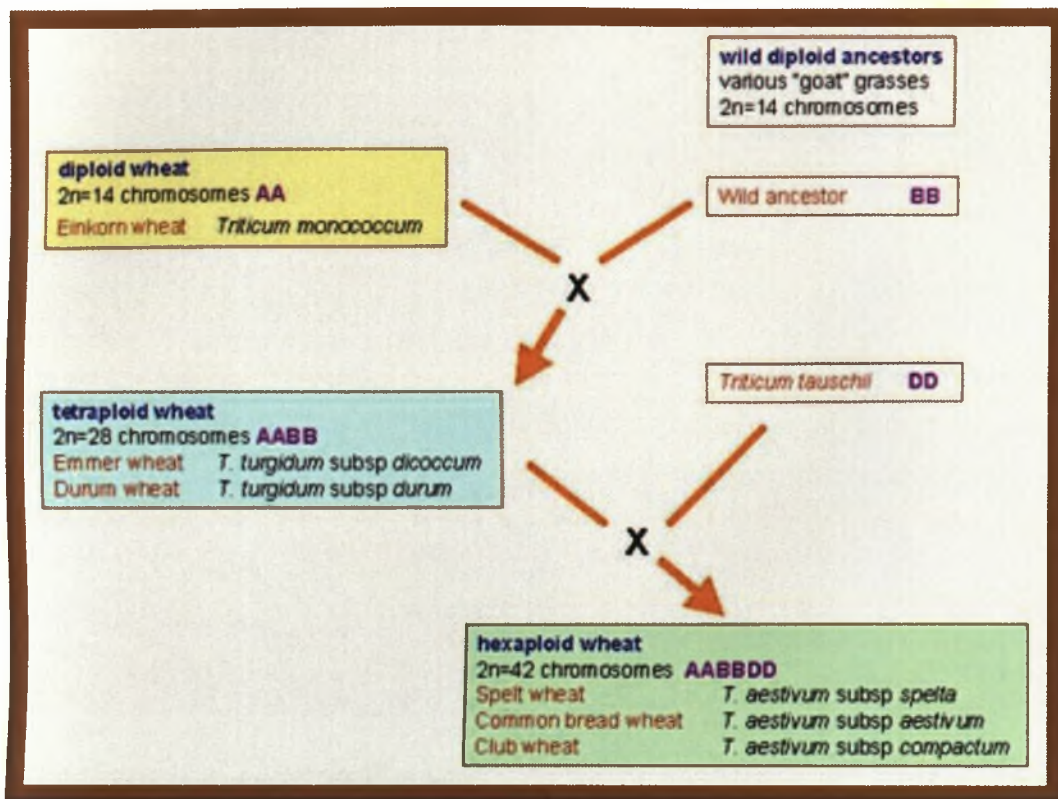 wild diploid ancestors
various "goat" grasses
2n=14 chromosomes
diploid wheat
2n=14 chromosomes AA
Einkorn wheat Triticum monococcum
Wild ancestor BB
X
Triticum tauschii DD
tetraploid wheat
2n=28 chromosomes AABB
Emmer wheat T. turgidum subsp dicoccum
Durum wheat T. turgidum subsp durum
X
hexaploid wheat
2n=42 chromosomes AABBDD
Spelt wheat T. aestivum subsp spelta
Common bread wheat T. aestivum subsp aestivum
Club wheat T. aestivum subsp compactum